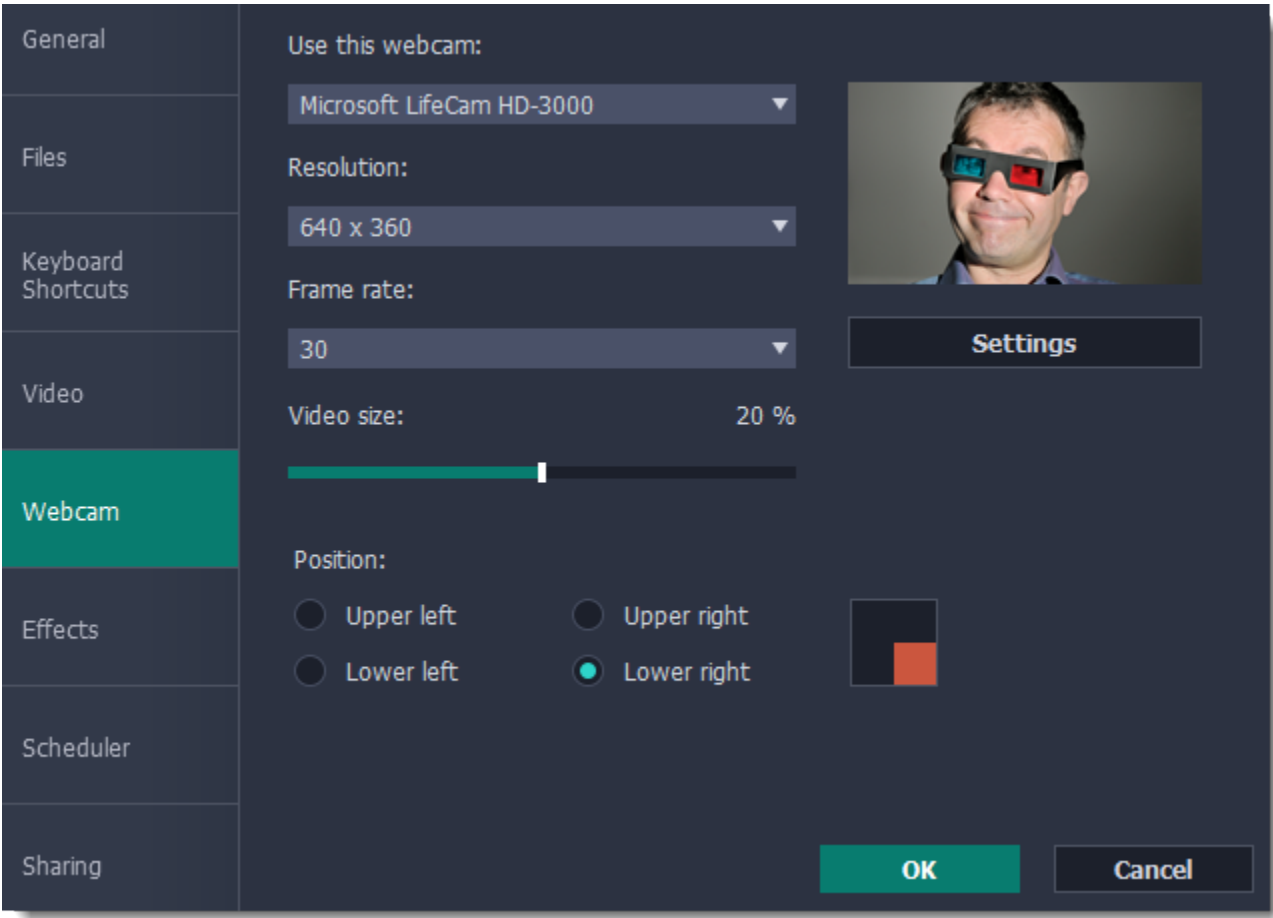 General
Files
Keyboard
Shortcuts
Video
Webcam
Effects
Scheduler
Sharing
Use this webcam:
Microsoft LifeCam HD-3000
Resolution:
640 x 360
Frame rate:
30
Video size: 20 %
Position:
Upper left Upper right
Lower left Lower right
Settings
OK Cancel